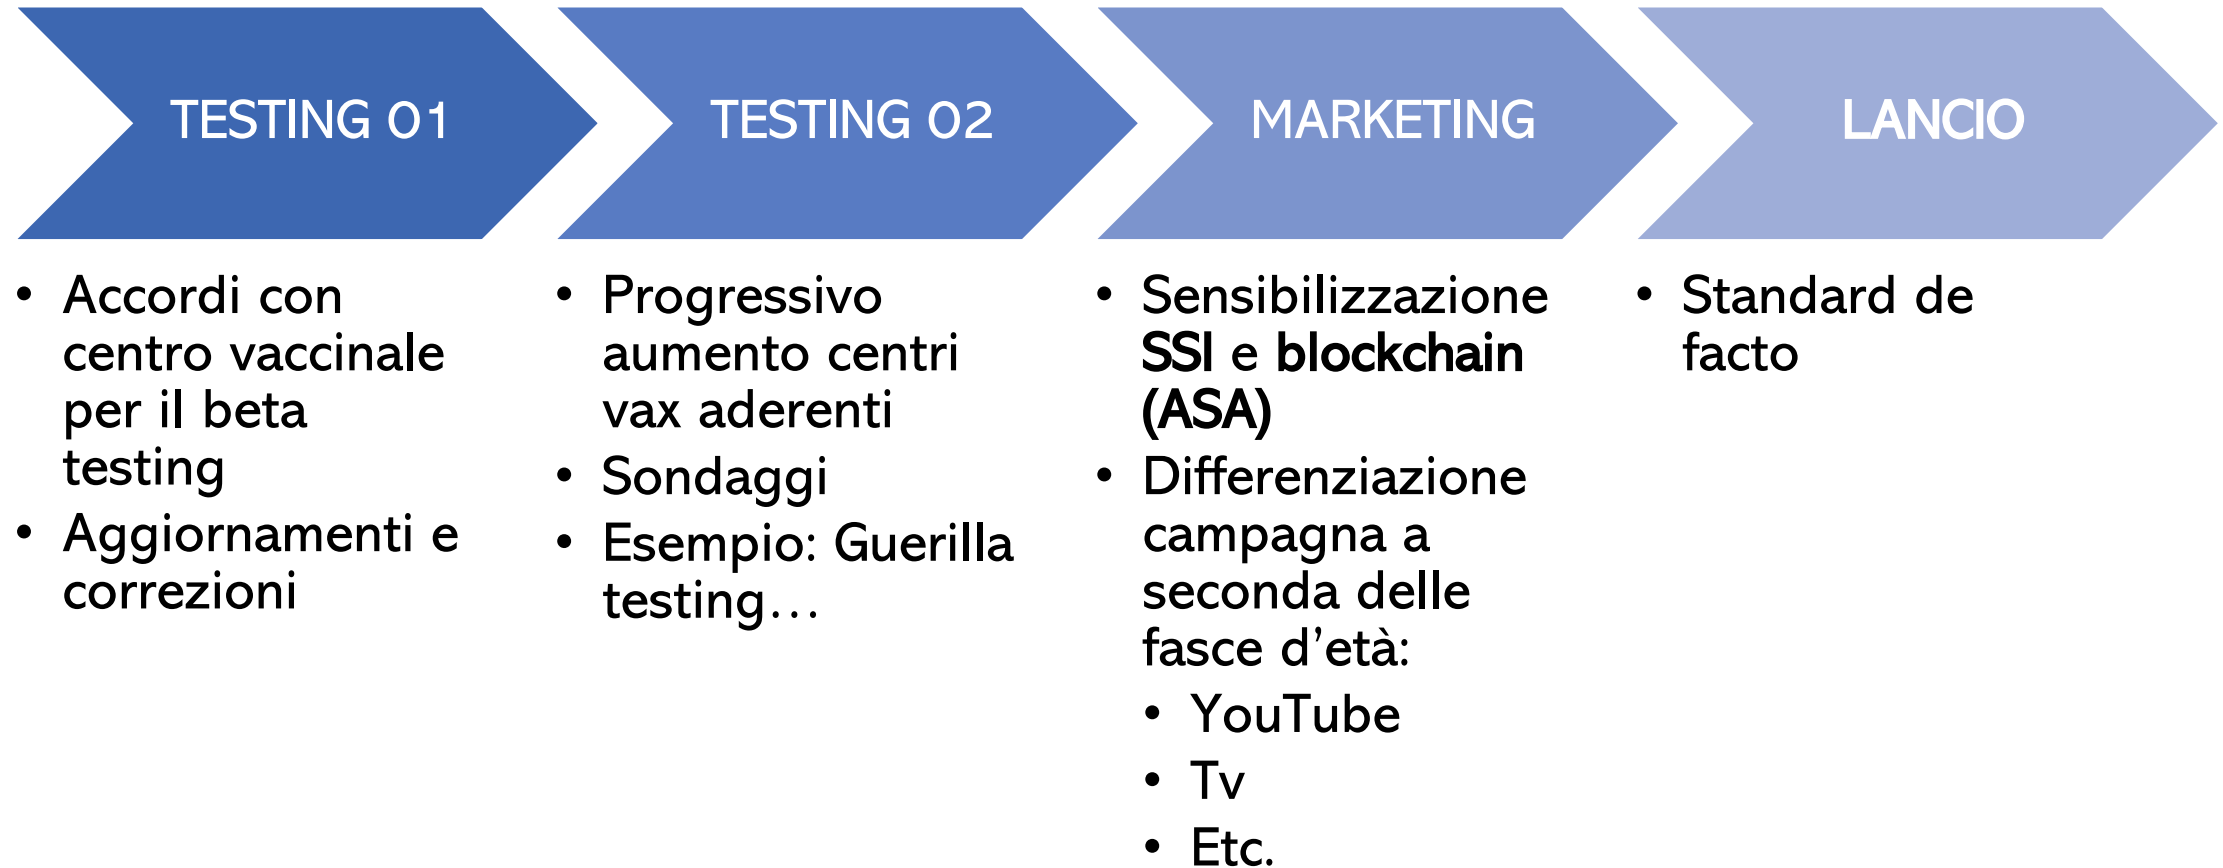 TESTING 01
TESTING 02
MARKETING
LANCIO
• Accordi con
centro vaccinale
per il beta
testing
• Aggiornamenti e
correzioni
• Progressivo
aumento centri
vax aderenti
• Sondaggi
• Esempio: Guerilla
testing…
• Sensibilizzazione
SSI e blockchain
(ASA)
• Differenziazione
campagna a
seconda delle
fasce d’età:
• YouTube
• Tv
• Etc.
• Standard de
facto